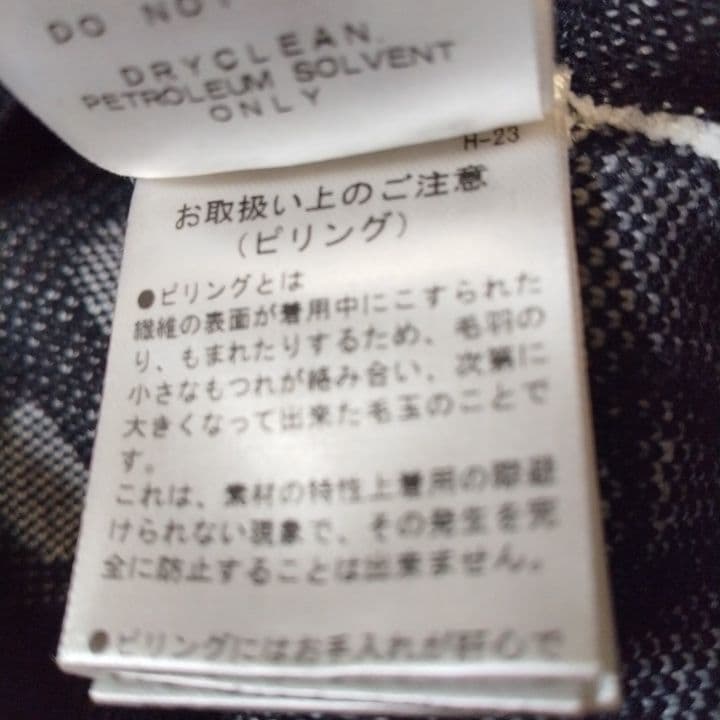 DO NOT
DRYCLEAN.
PETROLEUM SOLVENT
ONLY
H-23
お取扱い上のご注意
(ピリング)
●ピリングとは
繊維の表面が着用中にこすられた
り、もまれたりするため、毛羽の
小さなもつれが絡み合い、次第に
大きくなって出来た毛玉のことで
す。
これは、素材の特性上着用の際避
けられない現象で、その発生を完
全に防止することは出来ません。
●ピリングにはお手入れが肝心で